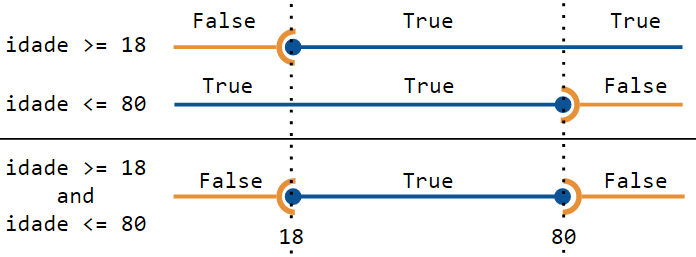 False True True
idade >= 18
True True False
idade <= 80
idade >= 18
False True False
and
idade <= 80
18 80